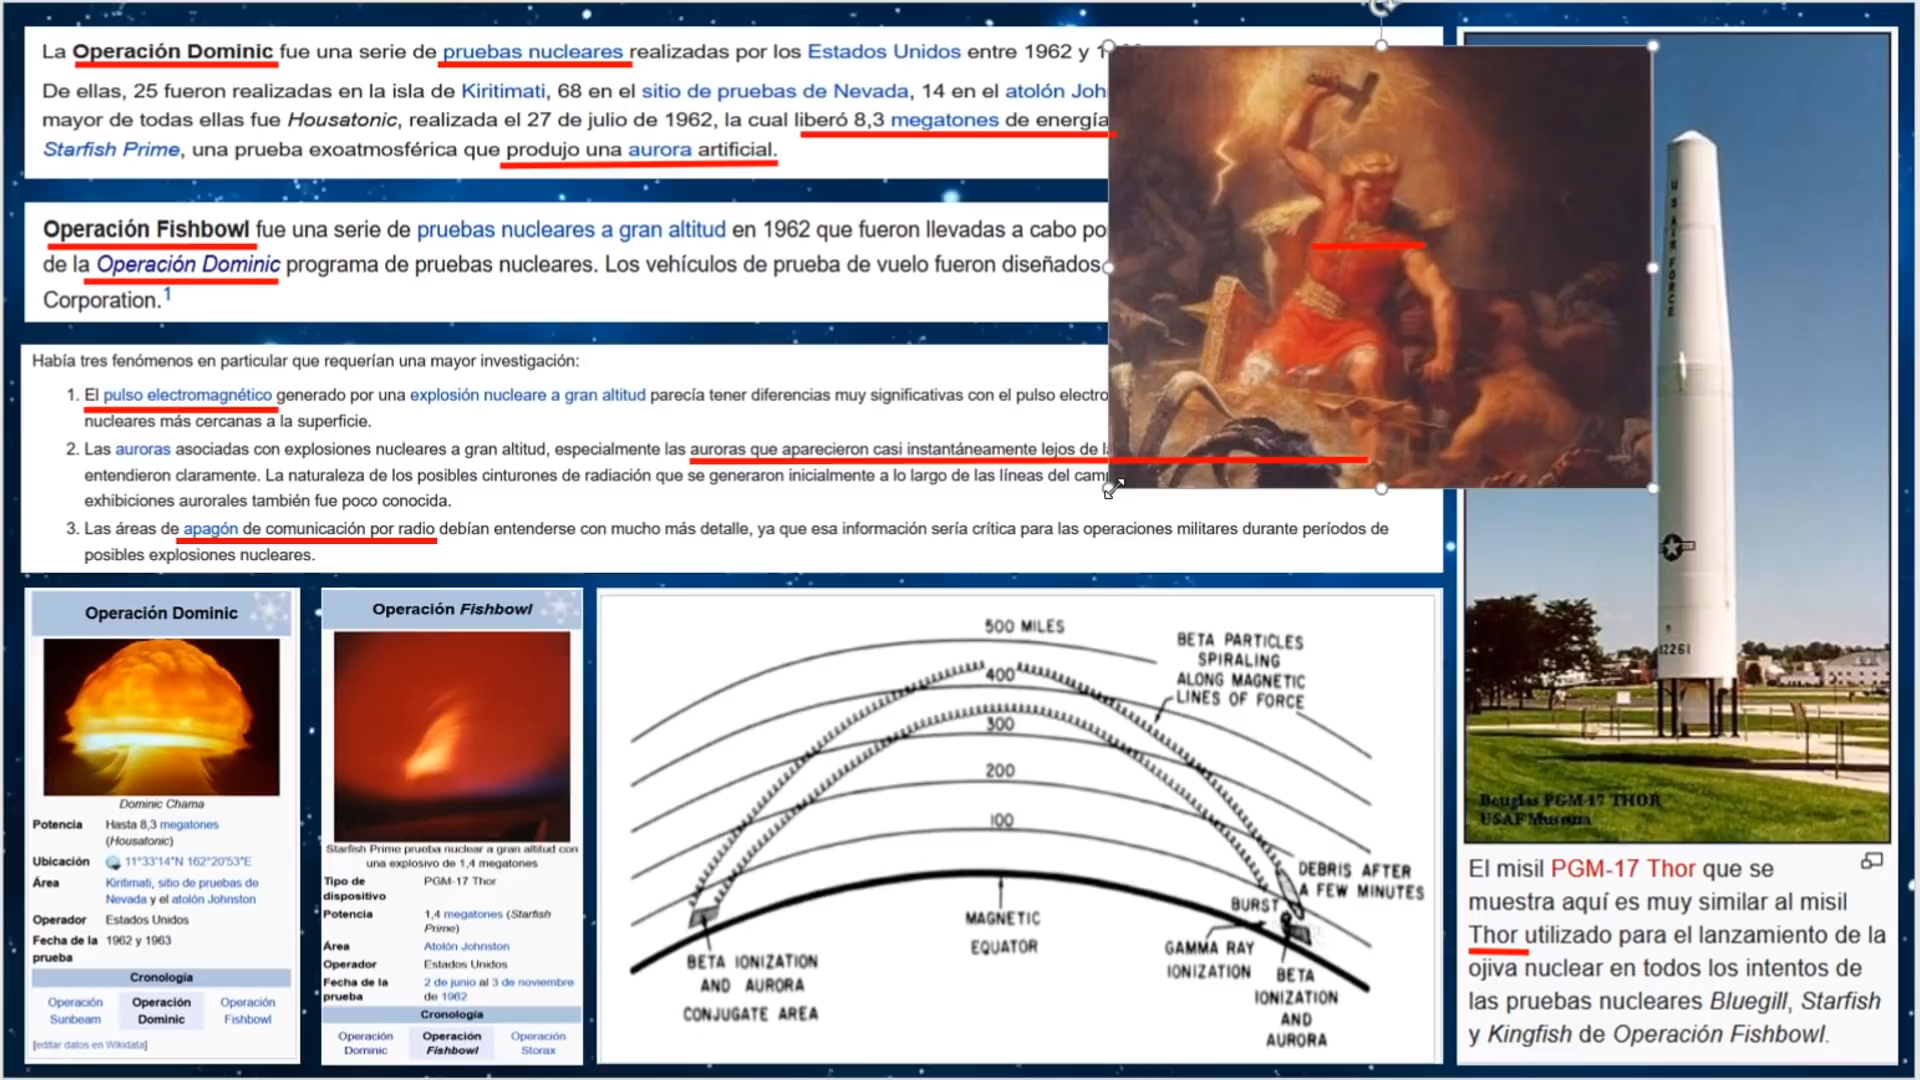 La Operación Dominic fue una serie de pruebas nucleares realizadas por los Estados Unidos entre 1962 y
De ellas, 25 fueron realizadas en la isla de Kiritimati, 68 en el sitio de pruebas de Nevada, 14 en el atolón
mayor de todas ellas fue Housatonic, realizada el 27 de julio de 1962, la cual liberó 8,3 megatones de energía
Starfish Prime, una prueba exoatmosférica que produjo una aurora artificial.
Operación Fishbowl fue una serie de pruebas nucleares a gran altitud en 1962 que fueron llevadas a cabo
de la Operación Dominic programa de pruebas nucleares. Los vehículos de prueba de vuelo fueron diseñados
Corporation.1
Había tres fenómenos en particular que requerían una mayor investigación:
1. El pulso electromagnético generado por una explosión nucleare a gran altitud parecía tener diferencias muy significativas con el pulso
nucleares más cercanas a la superficie.
2. Las auroras asociadas con explosiones nucleares a gran altitud, especialmente las auroras que aparecieron casi instantáneamente lejos de
entendieron claramente. La naturaleza de los posibles cinturones de radiación que se generaron inicialmente a lo largo de las líneas del
exhibiciones aurorales también fue poco conocida.
3. Las áreas de apagón de comunicación por radio debían entenderse con mucho más detalle, ya que esa información sería crítica para las operaciones militares durante períodos de
posibles explosiones nucleares.
Operación Dominic
Dominic Chama
Potencia Hasta 8,3 megatones
(Housatonic)
Ubicación 11°33′14″N 162°20′53″E
Área Kiritimati, sitio de pruebas de
Nevada y el atolón Johnston
Operador Estados Unidos
Fecha de la 1962 y 1963
prueba
Cronología
Operación Operación Operación
Sunbeam Dominic Fishbowl
[editar datos en Wikidata]
Operación Fishbowl
Starfish Prime prueba nuclear a gran altitud con
una explosivo de 1,4 megatones
Tipo de PGM-17 Thor
dispositivo
Potencia 1,4 megatones (Starfish
Prime)
Área Atolón Johnston
Operador Estados Unidos
Fecha de la 2 de junio al 3 de noviembre
prueba de 1962
Cronología
Operación Operación Operación
Dominic Fishbowl Storax
500 MILES
400
300
200
100
BETA PARTICLES
SPIRALING
ALONG MAGNETIC
LINES OF FORCE
DEBRIS AFTER
A FEW MINUTES
BURST
MAGNETIC
EQUATOR
GAMMA RAY
IONIZATION
BETA IONIZATION
AND AURORA
CONJUGATE AREA
BETA
IONIZATION
AND
AURORA
U S AIR FORCE
12261
Douglas PGM-17 THOR
USAF Museum
El misil PGM-17 Thor que se
muestra aquí es muy similar al misil
Thor utilizado para el lanzamiento de la
ojiva nuclear en todos los intentos de
las pruebas nucleares Bluegill, Starfish
y Kingfish de Operación Fishbowl.